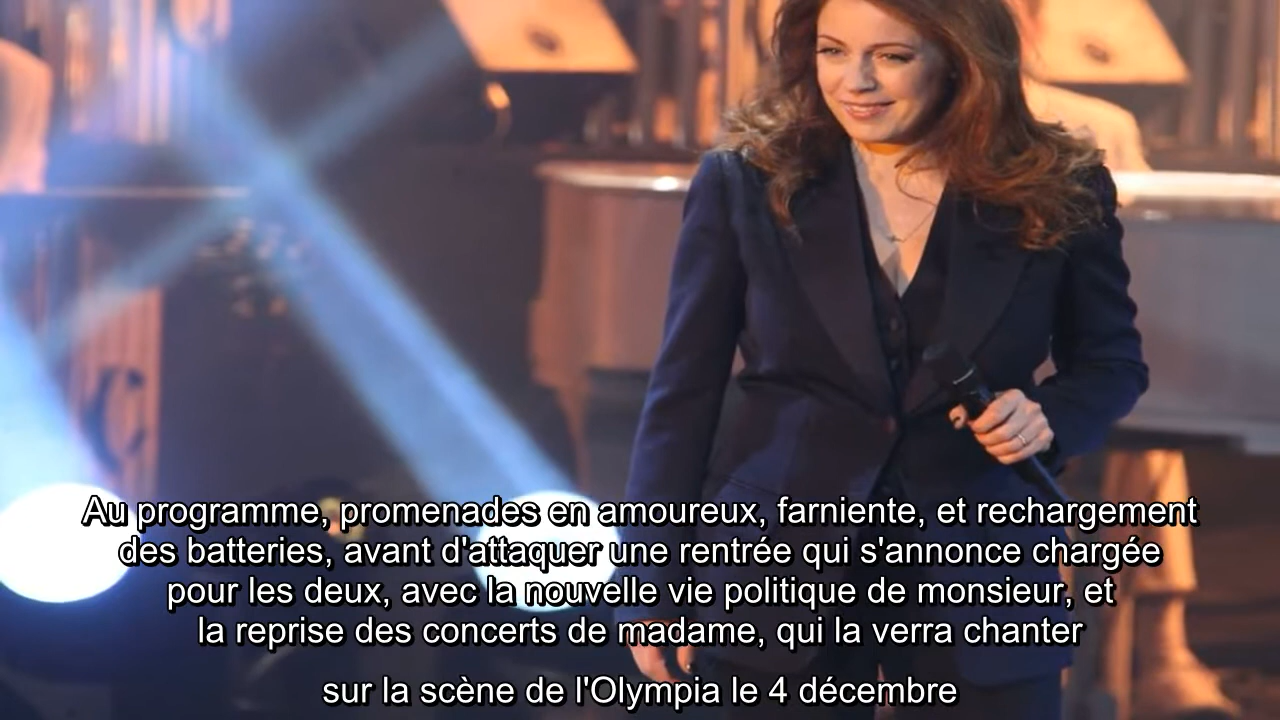 Au programme, promenades en amoureux, farniente, et rechargement
des batteries, avant d'attaquer une rentrée qui s'annonce chargée
pour les deux, avec la nouvelle vie politique de monsieur, et
la reprise des concerts de madame, qui la verra chanter
sur la scène de l'Olympia le 4 décembre